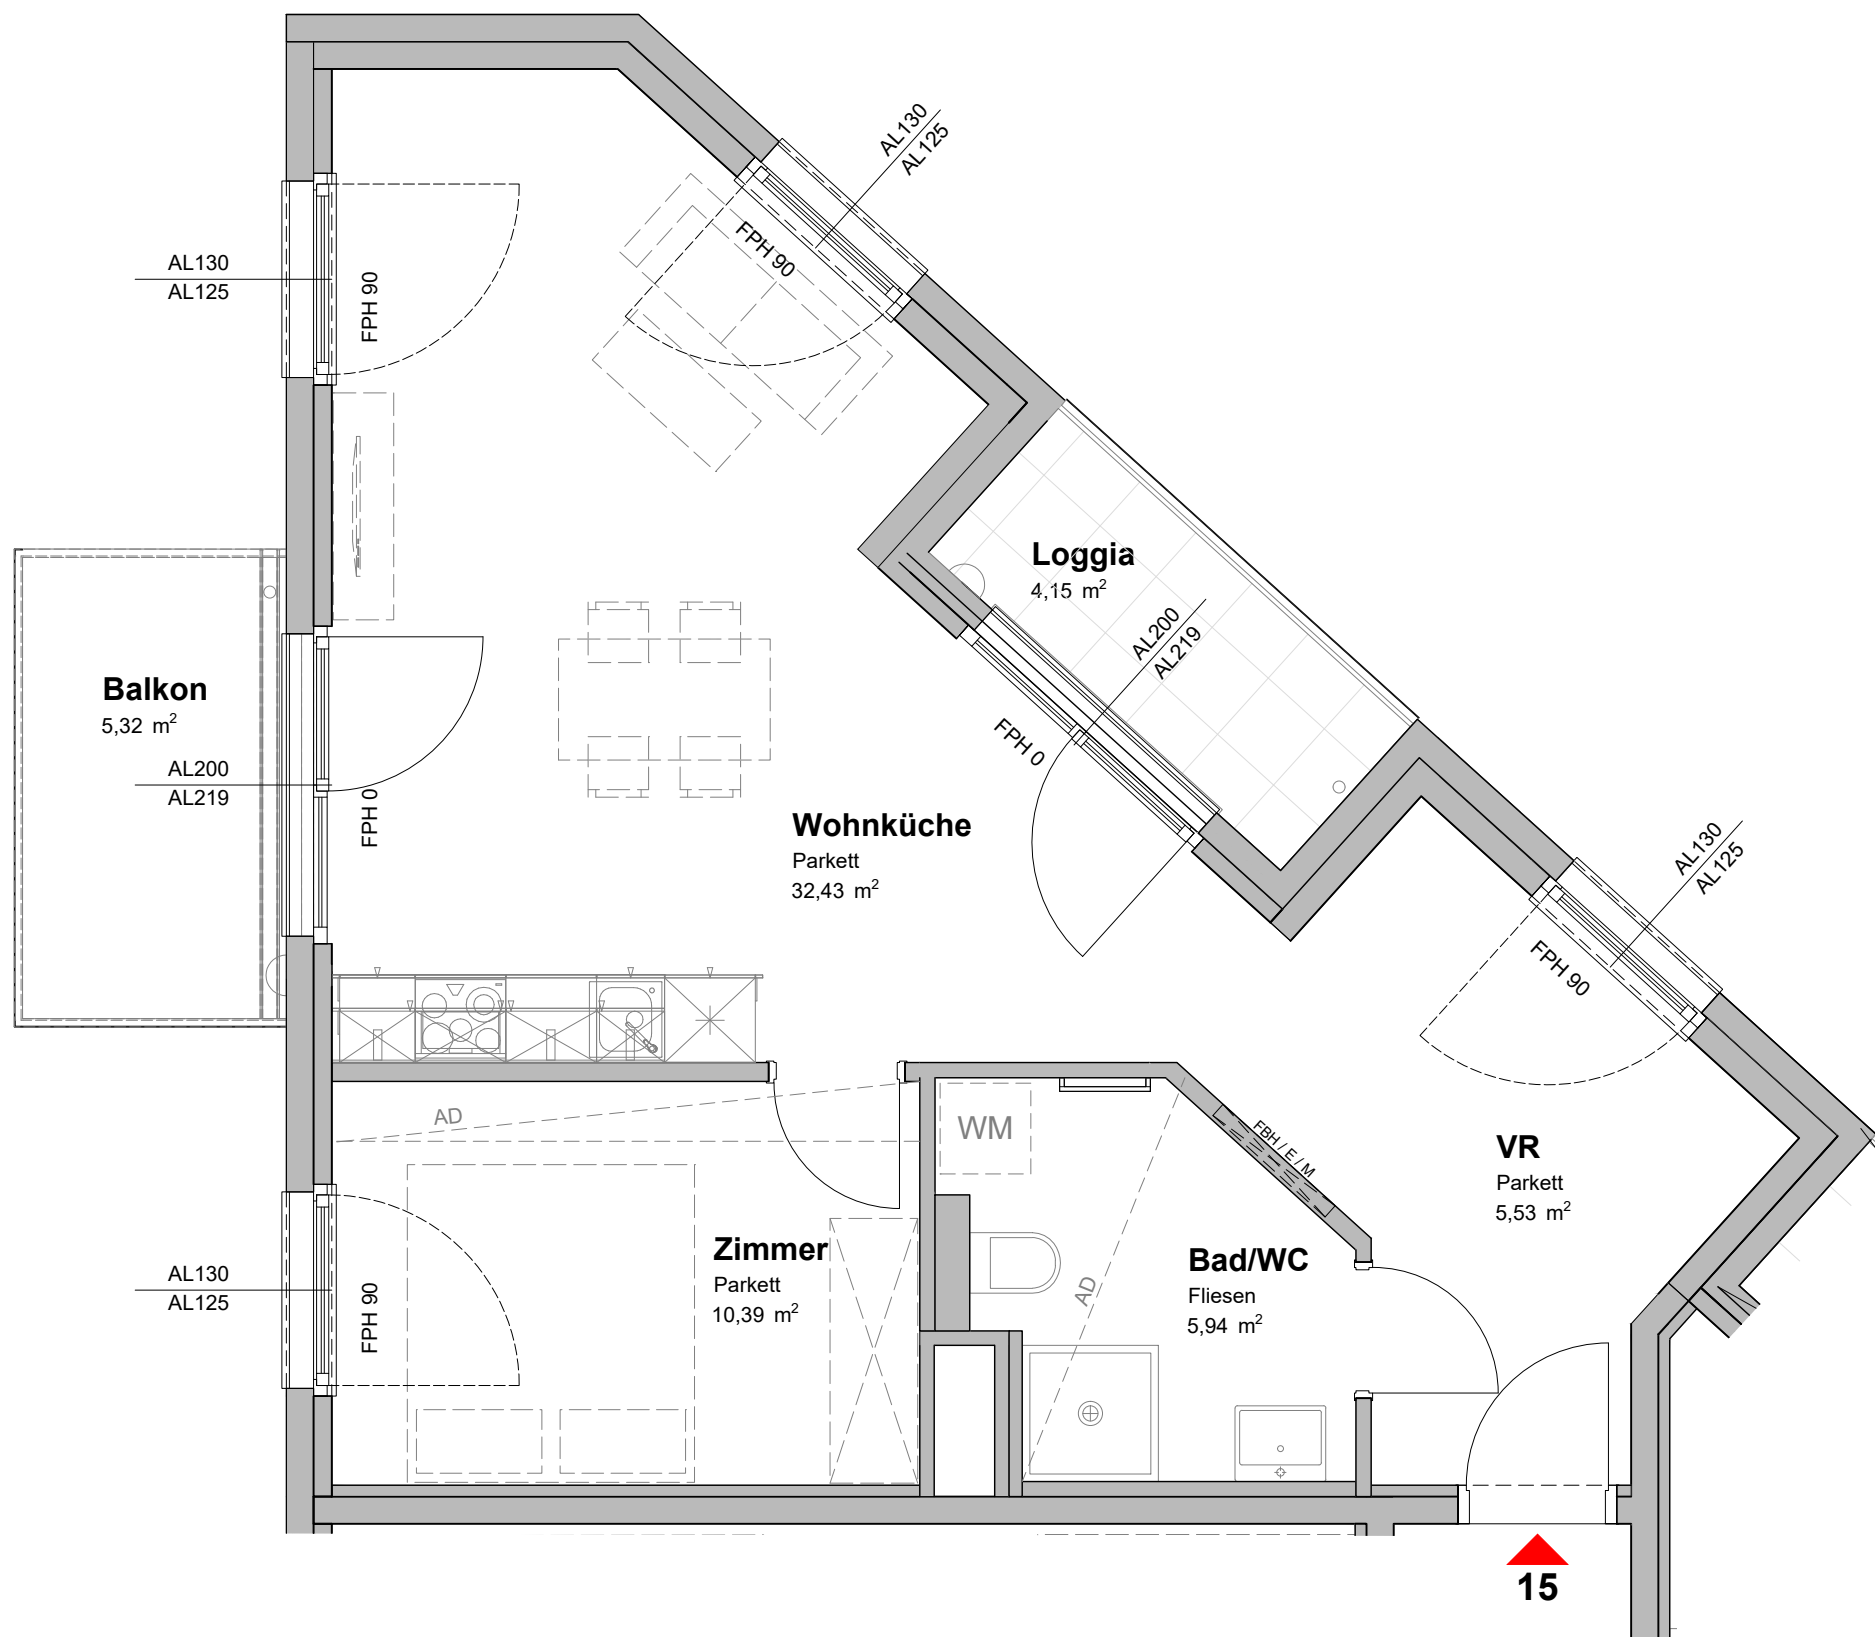 AL130
AL125
FPH 90
AL130
AL125
FPH 90
Loggia
4,15 m²
AL200
AL219
FPH 0
Balkon
5,32 m²
AL200
AL219
FPH 0
Wohnküche
Parkett
32,43 m²
AL130
AL125
FPH 90
AD
WM
FBH / E / M
VR
Parkett
5,53 m²
Zimmer
Parkett
10,39 m²
AL130
AL125
FPH 90
AD
Bad/WC
Fliesen
5,94 m²
15